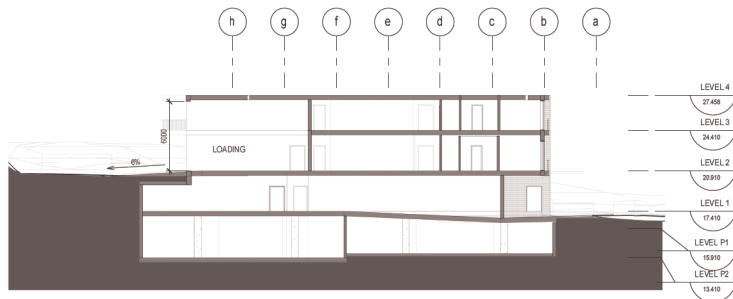 h g f e d c b a
LEVEL 4
27.458
LEVEL 3
24.410
6000
LOADING
6%
LEVEL 2
20.910
LEVEL 1
17.410
LEVEL P1
15.910
LEVEL P2
13.410